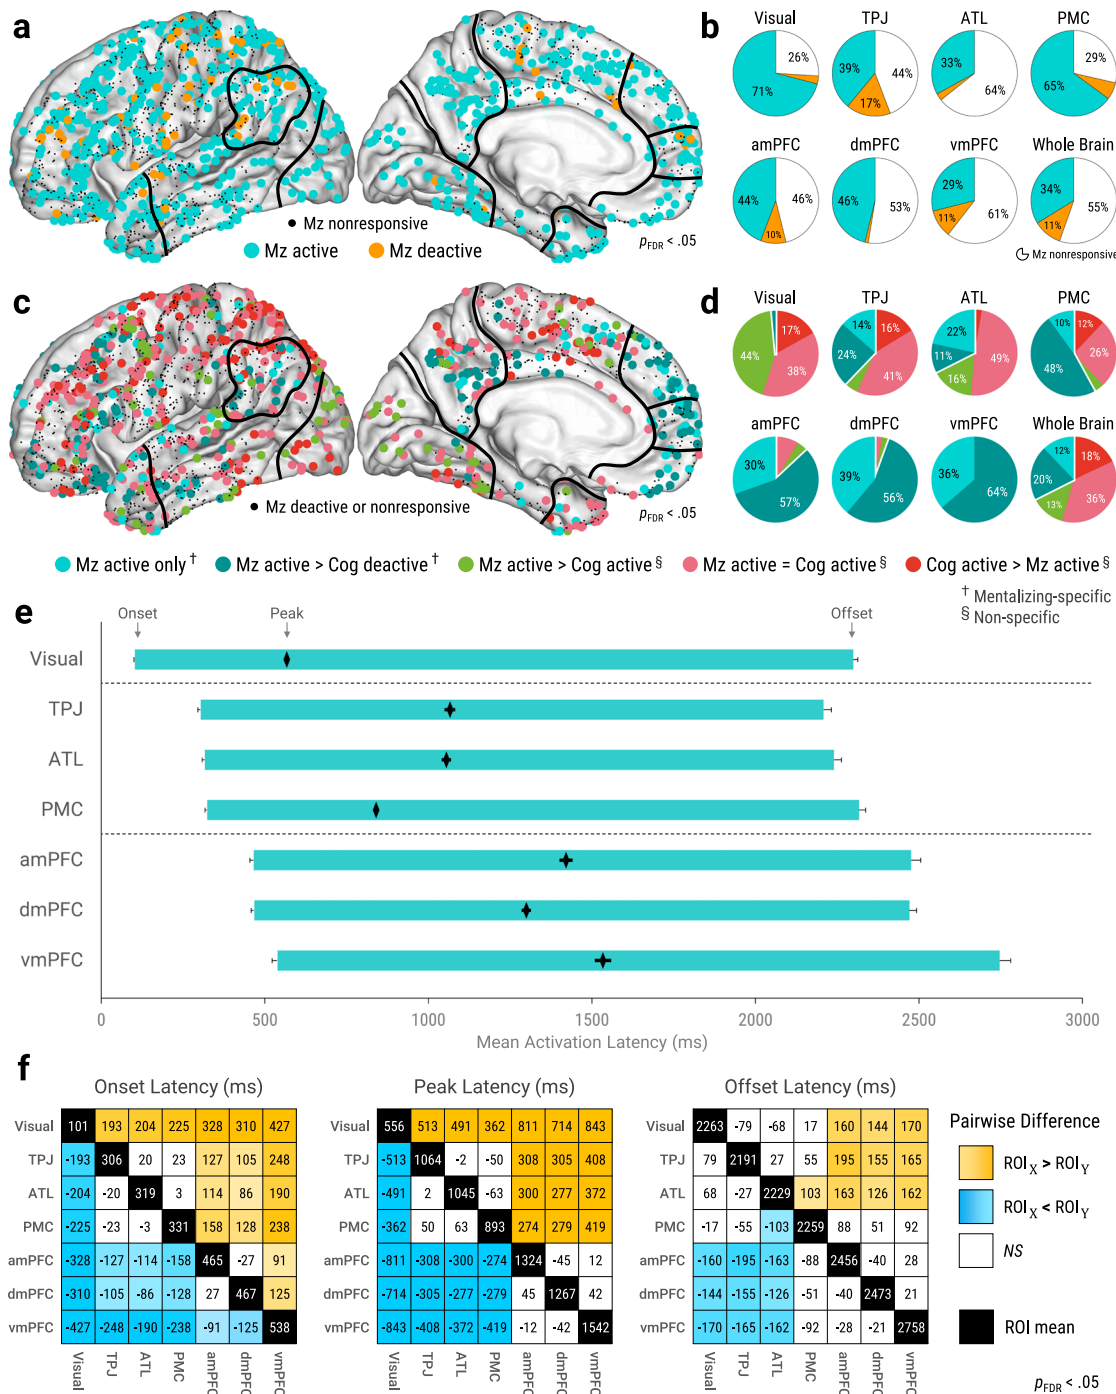 a
Mz nonresponsive
Mz active
Mz deactive
pFDR < .05
b
Visual
TPJ
ATL
PMC
26%
71%
39%
44%
17%
33%
64%
29%
65%
amPFC
dmPFC
vmPFC
Whole Brain
44%
46%
10%
46%
53%
29%
61%
11%
34%
55%
11%
Mz nonresponsive
c
Mz deactive or nonresponsive
pFDR < .05
d
Visual
TPJ
ATL
PMC
17%
44%
38%
14%
16%
24%
41%
22%
11%
49%
16%
10%
12%
26%
48%
amPFC
dmPFC
vmPFC
Whole Brain
30%
57%
39%
56%
36%
64%
12%
18%
20%
36%
13%
Mz active only †
Mz active > Cog deactive †
Mz active > Cog active §
Mz active = Cog active §
Cog active > Mz active §
† Mentalizing-specific
§ Non-specific
e
Onset
Peak
Offset
Visual
TPJ
ATL
PMC
amPFC
dmPFC
vmPFC
0 500 1000 1500 2000 2500 3000
Mean Activation Latency (ms)
f
Onset Latency (ms)
Visual 101 193 204 225 328 310 427
TPJ -193 306 20 23 127 105 248
ATL -204 -20 319 3 114 86 190
PMC -225 -23 -3 331 158 128 238
amPFC -328 -127 -114 -158 465 -27 91
dmPFC -310 -105 -86 -128 27 467 125
vmPFC -427 -248 -190 -238 -91 -125 538
Visual TPJ ATL PMC amPFC dmPFC vmPFC
Peak Latency (ms)
556 513 491 362 811 714 843
-513 1064 -2 -50 308 305 408
-491 2 1045 -63 300 277 372
-362 50 63 893 274 279 419
-811 -308 -300 -274 1324 -45 12
-714 -305 -277 -279 45 1267 42
-843 -408 -372 -419 -12 -42 1542
Visual TPJ ATL PMC amPFC dmPFC vmPFC
Offset Latency (ms)
2263 -79 -68 17 160 144 170
79 2191 27 55 195 155 165
68 -27 2229 103 163 126 162
-17 -55 -103 2259 88 51 92
-160 -195 -163 -88 2456 -40 28
-144 -155 -126 -51 -40 2473 21
-170 -165 -162 -92 -28 -21 2758
Visual TPJ ATL PMC amPFC dmPFC vmPFC
Pairwise Difference
ROIX > ROIY
ROIX < ROIY
NS
ROI mean
pFDR < .05